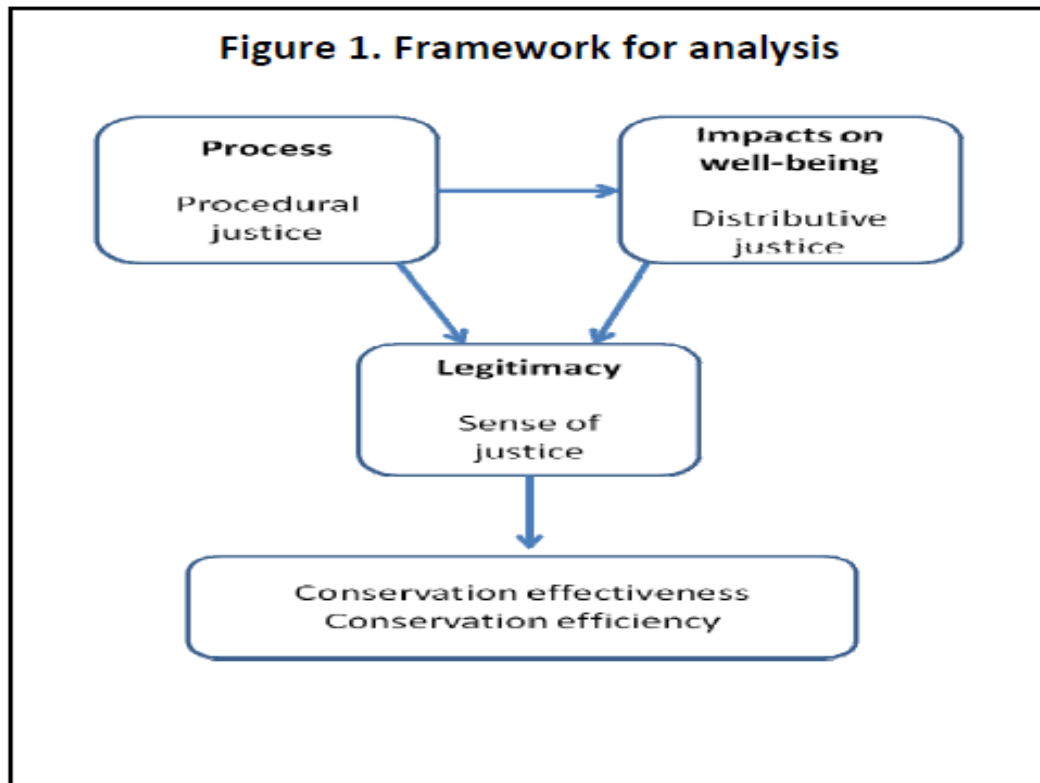 Figure 1. Framework for analysis
Process
Procedural
justice
Impacts on
well-being
Distributive
justice
Legitimacy
Sense of
justice
Conservation effectiveness
Conservation efficiency